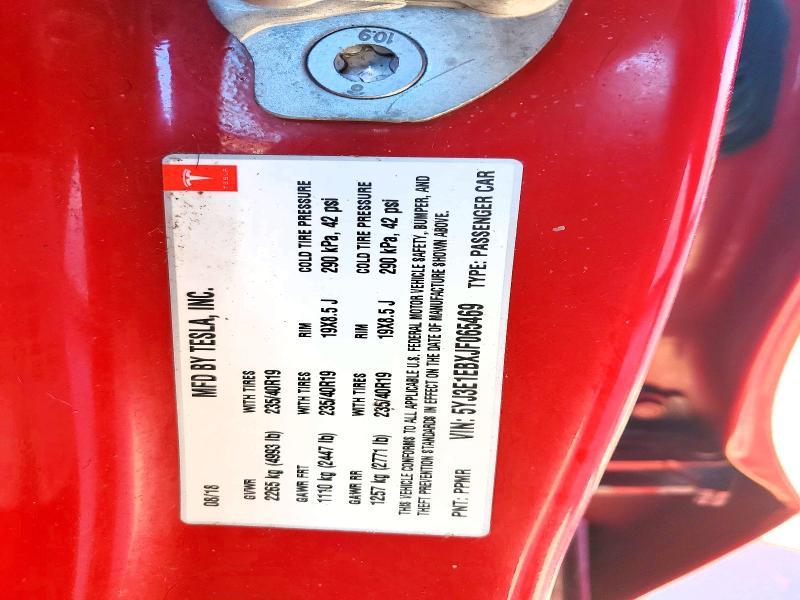 10.9
TESLA
08/18 MFD BY TESLA, INC.
GVWR WITH TIRES
2265 kg (4993 lb) 235/40R19
GAWR FRT WITH TIRES RIM COLD TIRE PRESSURE
1110 kg (2447 lb) 235/40R19 19X8.5 J 290 kPa, 42 psi
GAWR RR WITH TIRES RIM COLD TIRE PRESSURE
1257 kg (2771 lb) 235/40R19 19X8.5 J 290 kPa, 42 psi
THIS VEHICLE CONFORMS TO ALL APPLICABLE U.S. FEDERAL MOTOR VEHICLE SAFETY, BUMPER, AND
THEFT PREVENTION STANDARDS IN EFFECT ON THE DATE OF MANUFACTURE SHOWN ABOVE.
PNT: PPMR VIN: 5YJ3E1EBXJF065469 TYPE: PASSENGER CAR